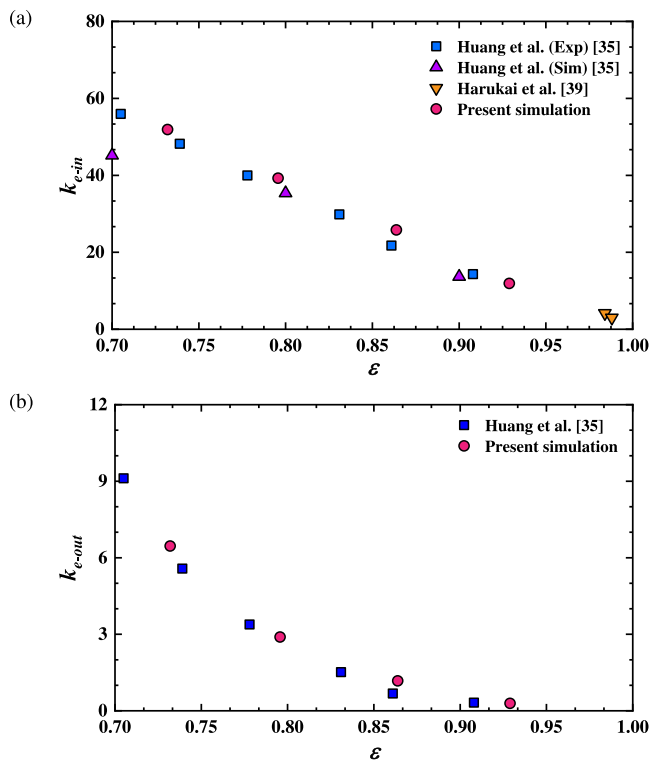 (a)
80
60
40
20
0
k_{e-in}
Huang et al. (Exp) [35]
Huang et al. (Sim) [35]
Harukai et al. [39]
Present simulation
0.70 0.75 0.80 0.85 0.90 0.95 1.00
ε
(b)
12
9
6
3
0
k_{e-out}
Huang et al. [35]
Present simulation
0.70 0.75 0.80 0.85 0.90 0.95 1.00
ε